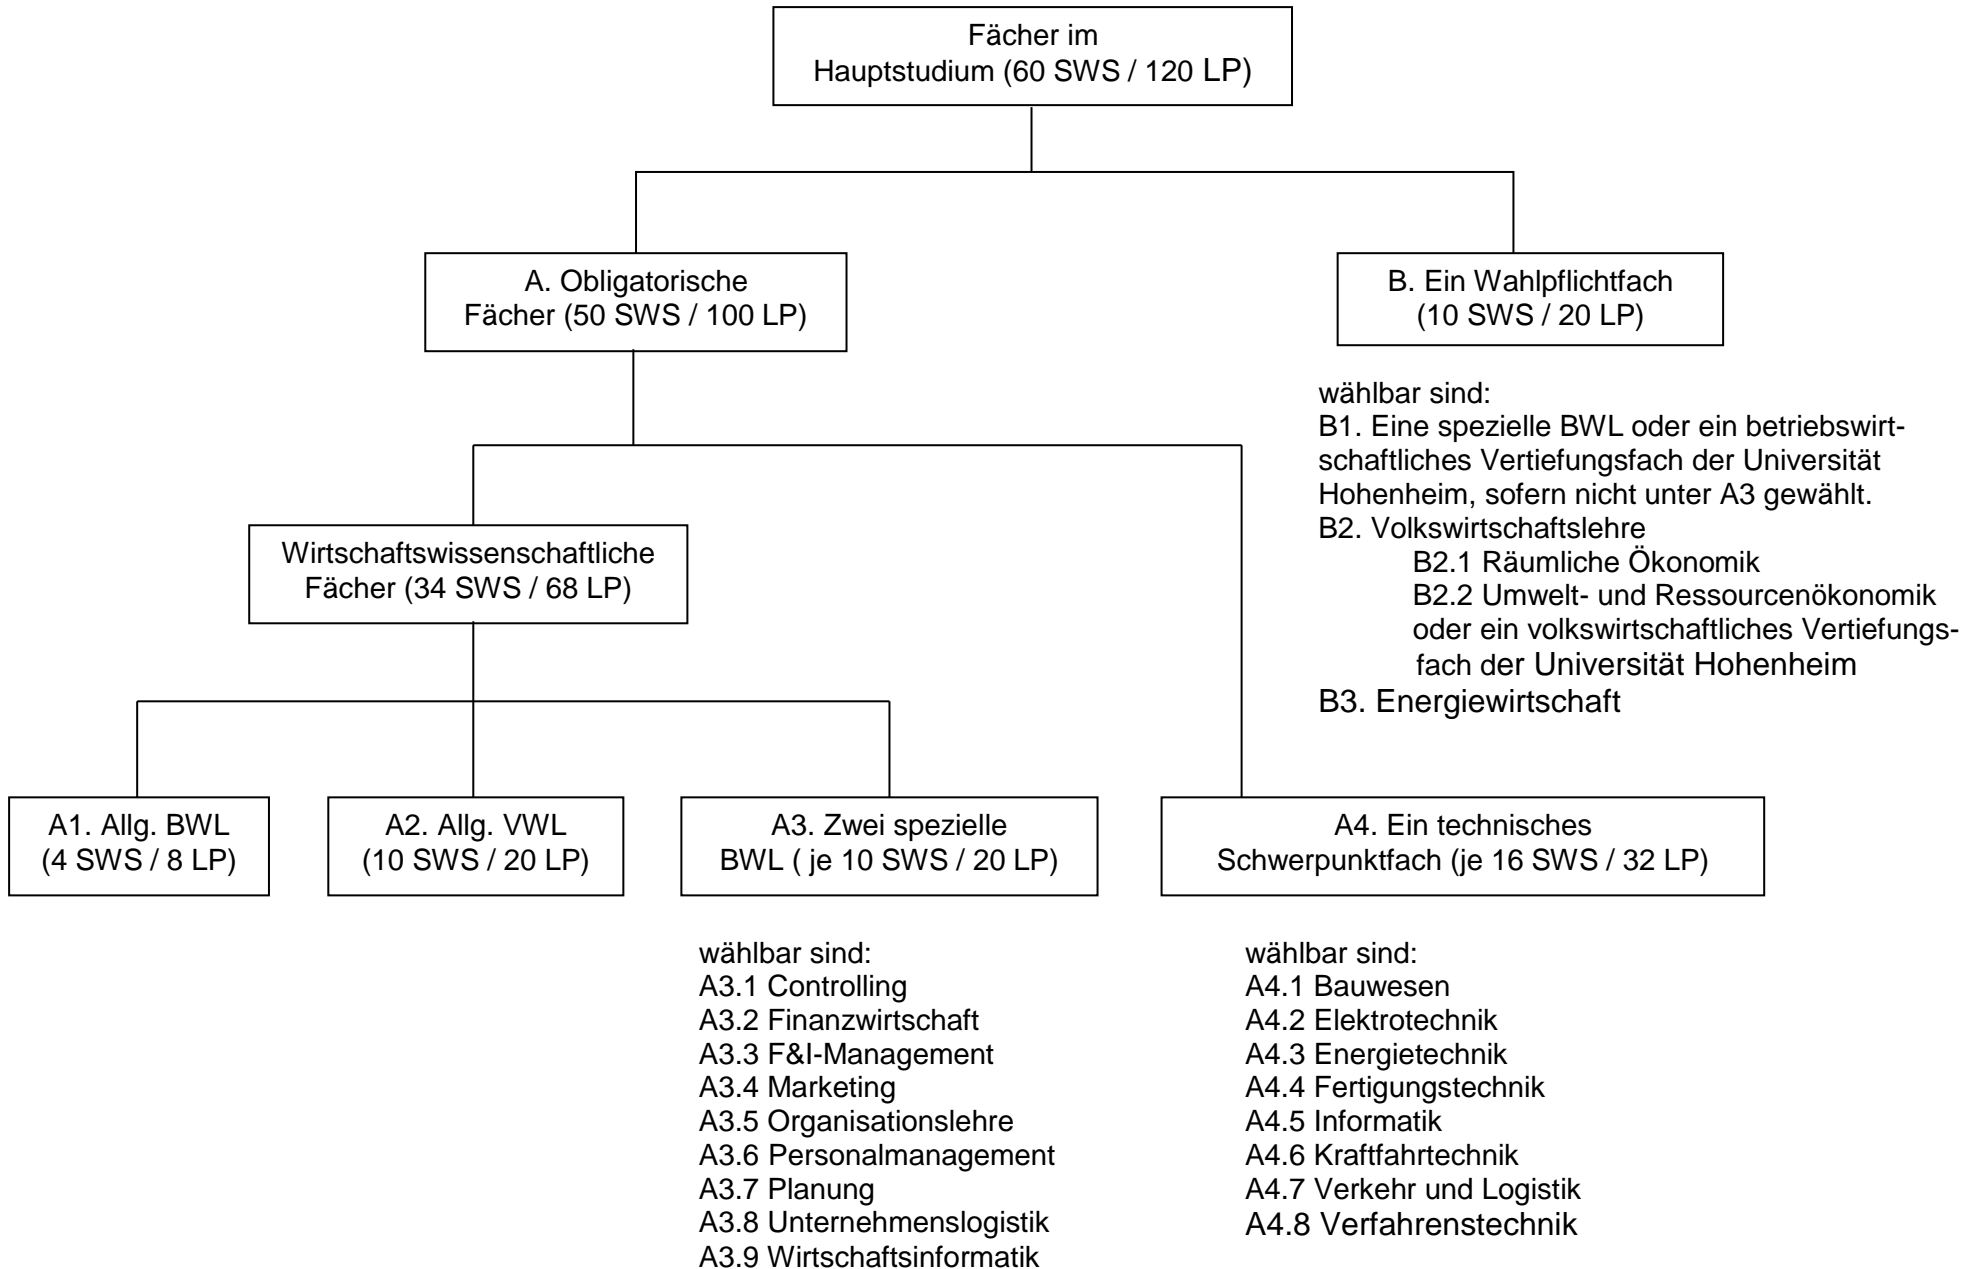 Fächer im
Hauptstudium (60 SWS / 120 LP)
A. Obligatorische
Fächer (50 SWS / 100 LP)
B. Ein Wahlpflichtfach
(10 SWS / 20 LP)
wählbar sind:
B1. Eine spezielle BWL oder ein betriebswirt-
schaftliches Vertiefungsfach der Universität
Hohenheim, sofern nicht unter A3 gewählt.
B2. Volkswirtschaftslehre
B2.1 Räumliche Ökonomik
B2.2 Umwelt- und Ressourcenökonomik
oder ein volkswirtschaftliches Vertiefungs-
fach der Universität Hohenheim
B3. Energiewirtschaft
Wirtschaftswissenschaftliche
Fächer (34 SWS / 68 LP)
A1. Allg. BWL
(4 SWS / 8 LP)
A2. Allg. VWL
(10 SWS / 20 LP)
A3. Zwei spezielle
BWL ( je 10 SWS / 20 LP)
A4. Ein technisches
Schwerpunktfach (je 16 SWS / 32 LP)
wählbar sind:
A3.1 Controlling
A3.2 Finanzwirtschaft
A3.3 F&I-Management
A3.4 Marketing
A3.5 Organisationslehre
A3.6 Personalmanagement
A3.7 Planung
A3.8 Unternehmenslogistik
A3.9 Wirtschaftsinformatik
wählbar sind:
A4.1 Bauwesen
A4.2 Elektrotechnik
A4.3 Energietechnik
A4.4 Fertigungstechnik
A4.5 Informatik
A4.6 Kraftfahrtechnik
A4.7 Verkehr und Logistik
A4.8 Verfahrenstechnik